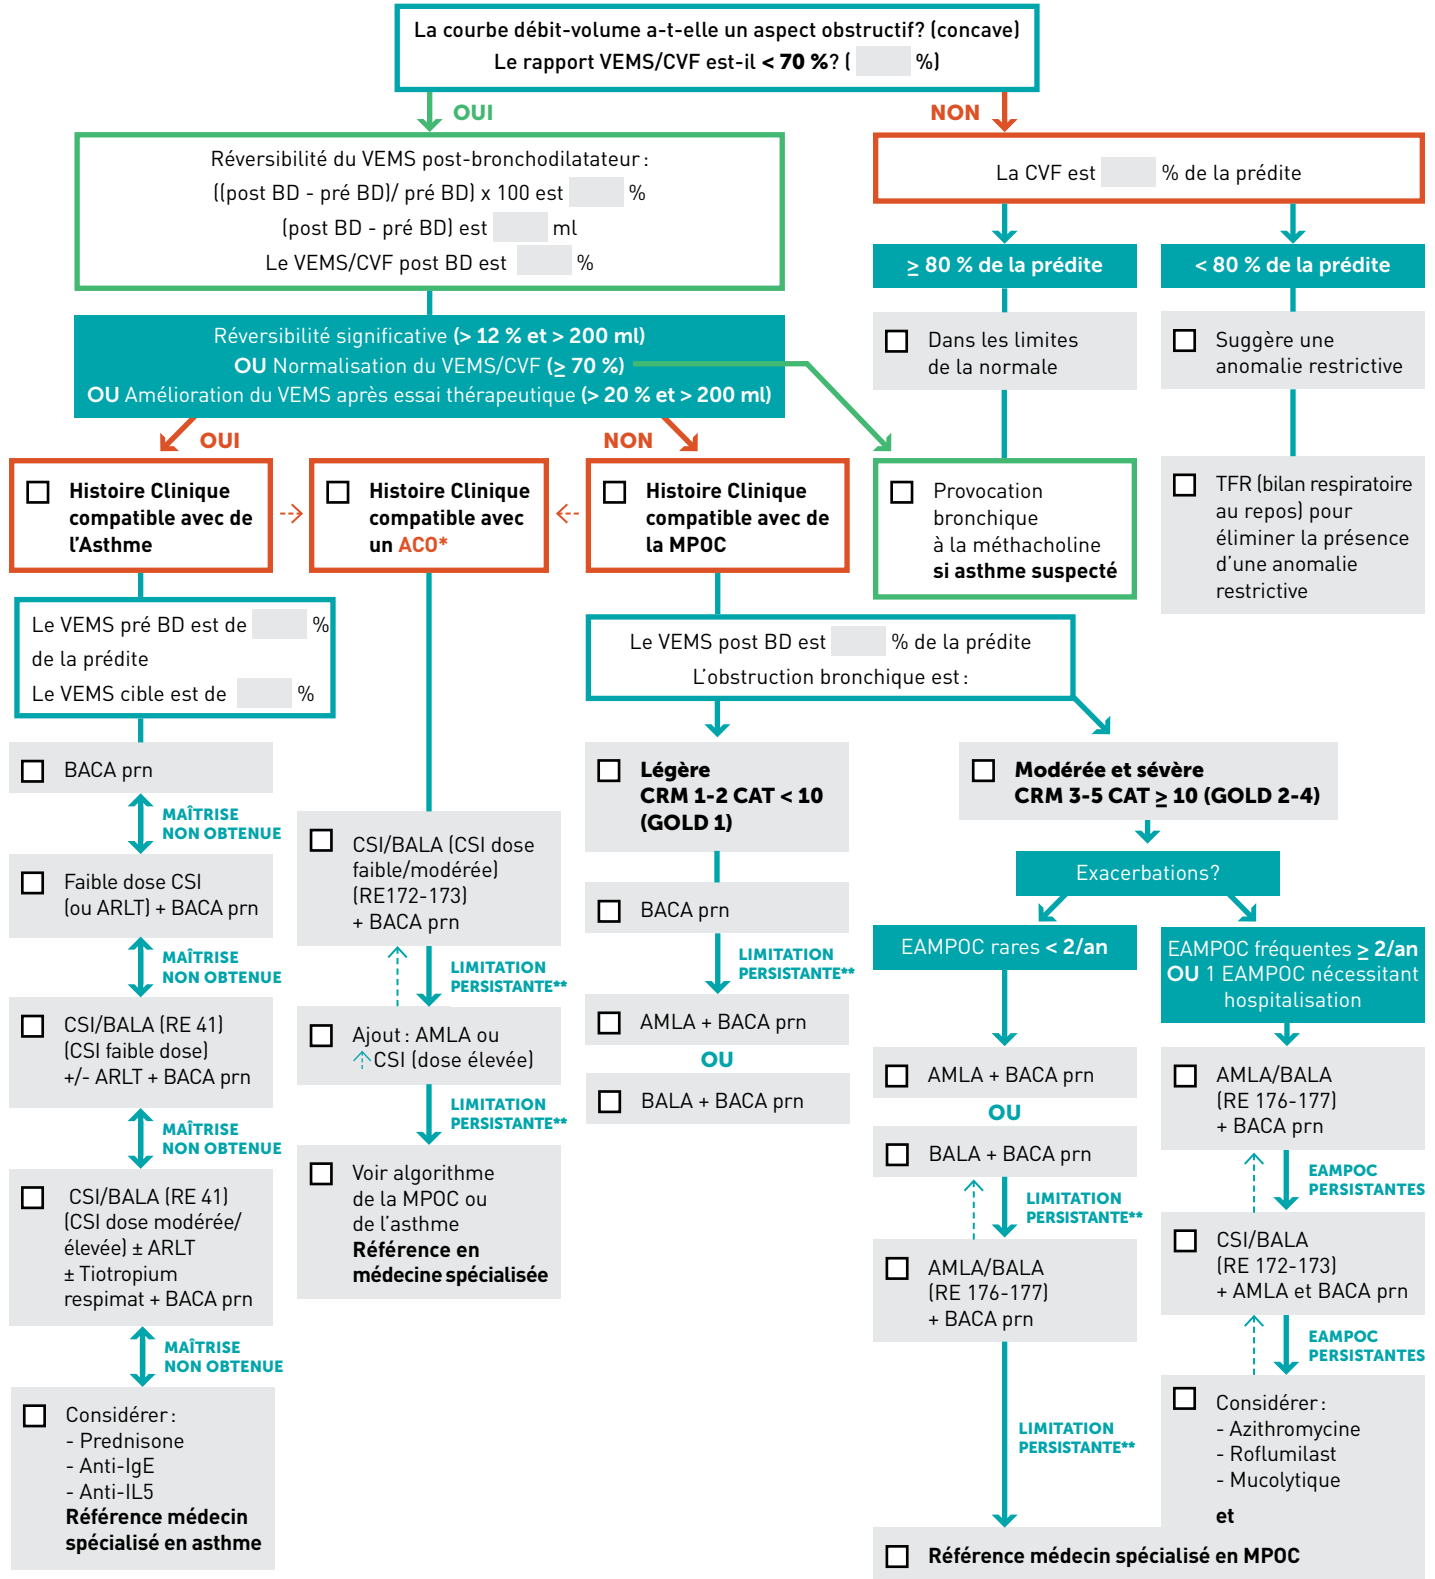 La courbe débit-volume a-t-elle un aspect obstructif? (concave)
Le rapport VEMS/CVF est-il < 70 %? ( %)
OUI
NON
Réversibilité du VEMS post-bronchodilatateur :
((post BD - pré BD)/ pré BD) x 100 est %
(post BD - pré BD) est ml
Le VEMS/CVF post BD est %
La CVF est % de la prédite
≥ 80 % de la prédite
< 80 % de la prédite
Dans les limites
de la normale
Suggère une
anomalie restrictive
Réversibilité significative (> 12 % et > 200 ml)
OU Normalisation du VEMS/CVF (≥ 70 %)
OU Amélioration du VEMS après essai thérapeutique (> 20 % et > 200 ml)
OUI
NON
Histoire Clinique
compatible avec de
l'Asthme
Histoire Clinique
compatible avec
un ACO*
Histoire Clinique
compatible avec de
la MPOC
Provocation
bronchique
à la méthacholine
si asthme suspecté
TFR (bilan respiratoire
au repos) pour
éliminer la présence
d'une anomalie
restrictive
Le VEMS pré BD est de %
de la prédite
Le VEMS cible est de %
BACA prn
MAÎTRISE
NON OBTENUE
Faible dose CSI
(ou ARLT) + BACA prn
MAÎTRISE
NON OBTENUE
CSI/BALA (RE 41)
(CSI faible dose)
+/- ARLT + BACA prn
MAÎTRISE
NON OBTENUE
CSI/BALA (RE 41)
(CSI dose modérée/
élevée) ± ARLT
± Tiotropium
respimat + BACA prn
MAÎTRISE
NON OBTENUE
Considérer :
- Prednisone
- Anti-IgE
- Anti-IL5
Référence médecin
spécialisé en asthme
CSI/BALA (CSI dose
faible/modérée)
(RE172-173)
+ BACA prn
LIMITATION
PERSISTANTE**
Ajout : AMLA ou
↑CSI (dose élevée)
LIMITATION
PERSISTANTE**
Voir algorithme
de la MPOC ou
de l'asthme
Référence en
médecine spécialisée
Le VEMS post BD est % de la prédite
L'obstruction bronchique est :
Légère
CRM 1-2 CAT < 10
(GOLD 1)
BACA prn
LIMITATION
PERSISTANTE**
AMLA + BACA prn
OU
BALA + BACA prn
Modérée et sévère
CRM 3-5 CAT ≥ 10 (GOLD 2-4)
Exacerbations?
EAMPOC rares < 2/an
AMLA + BACA prn
OU
BALA + BACA prn
LIMITATION
PERSISTANTE**
AMLA/BALA
(RE 176-177)
+ BACA prn
LIMITATION
PERSISTANTE**
EAMPOC fréquentes ≥ 2/an
OU 1 EAMPOC nécessitant
hospitalisation
AMLA/BALA
(RE 176-177)
+ BACA prn
EAMPOC
PERSISTANTES
CSI/BALA
(RE 172-173)
+ AMLA et BACA prn
EAMPOC
PERSISTANTES
Considérer :
- Azithromycine
- Roflumilast
- Mucolytique
et
Référence médecin spécialisé en MPOC